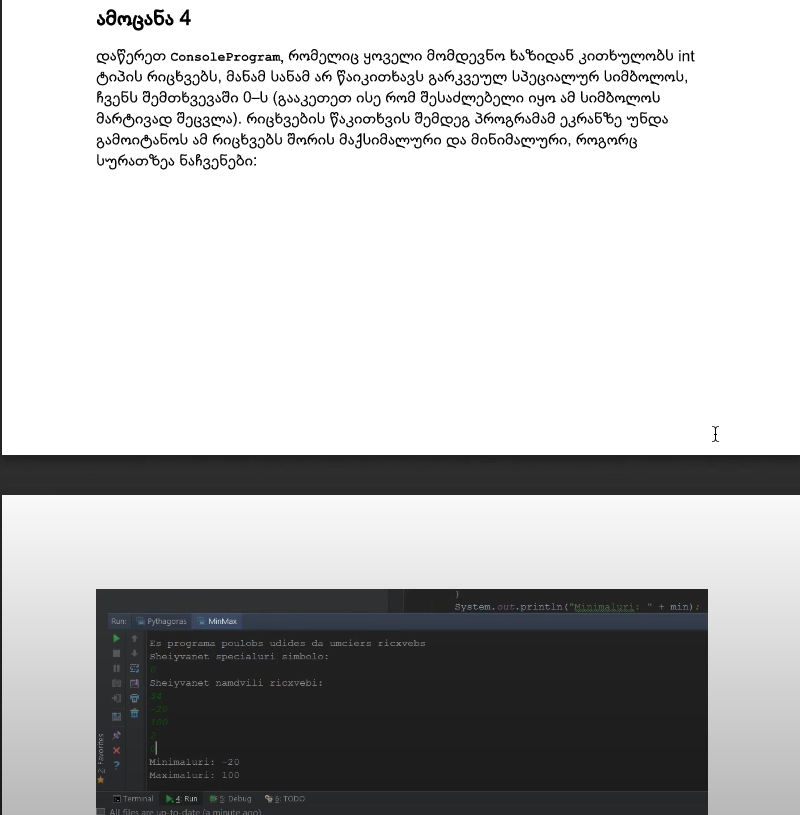 ამოცანა 4
დაწერეთ ConsoleProgram, რომელიც ყოველი მომდევნო ხაზიდან კითხულობს int
ტიპის რიცხვებს, მანამ სანამ არ წაიკითხავს გარკვეულ სპეციალურ სიმბოლოს,
ჩვენს შემთხვევაში 0–ს (გააკეთეთ ისე რომ შესაძლებელი იყო ამ სიმბოლოს
მარტივად შეცვლა). რიცხვების წაკითხვის შემდეგ პროგრამამ ეკრანზე უნდა
გამოიტანოს ამ რიცხვებს შორის მაქსიმალური და მინიმალური, როგორც
სურათზეა ნაჩვენები:
}
System.out.println("Minimaluri: " + min);
Run: Pythagoras MinMax
Es programa poulobs udides da umciers ricxvebs
Sheiyvanet specialuri simbolo:
Sheiyvanet namdvili ricxvebi:
-20
100
Minimaluri: -20
Maximaluri: 100
2: Favorites
Terminal 4: Run 5: Debug 6: TODO
All files are up-to-date (a minute ago)